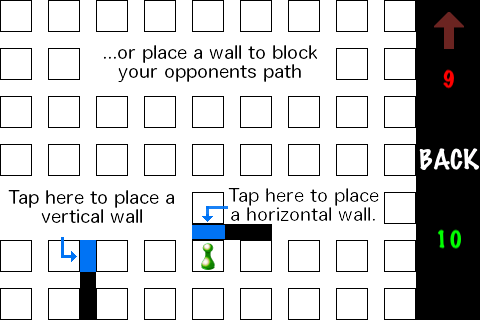 ...or place a wall to block
your opponents path
9
BACK
Tap here to place a
vertical wall
Tap here to place
a horizontal wall.
10